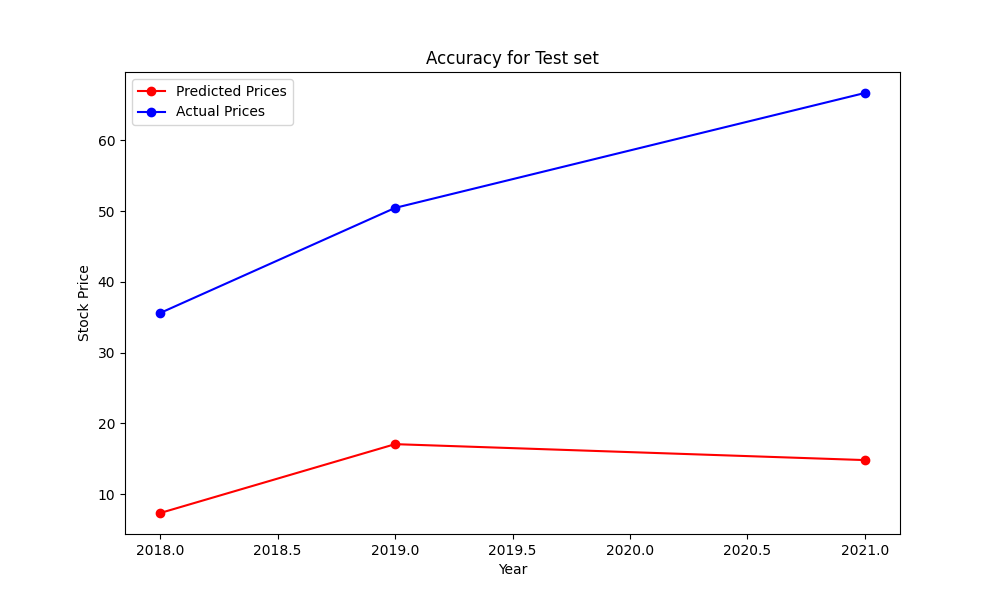 Accuracy for Test set
Predicted Prices
Actual Prices
Stock Price
60
50
40
30
20
10
2018.0 2018.5 2019.0 2019.5 2020.0 2020.5 2021.0
Year